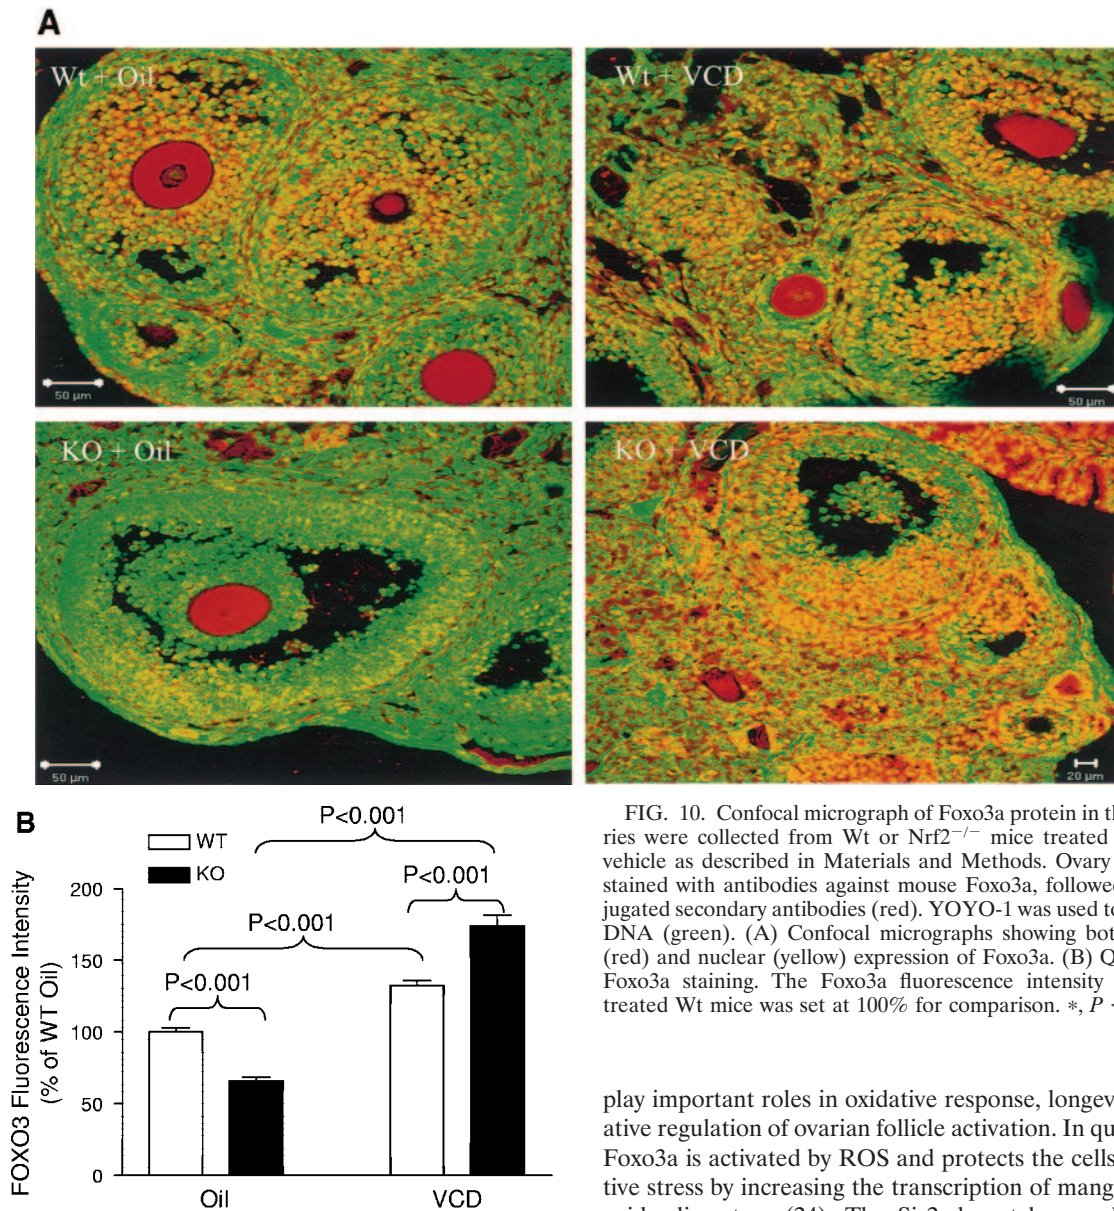 A
Wt + Oil
Wt + VCD
50 µm
50 µm
KO + Oil
KO + VCD
50 µm
20 µm
B
WT
KO
P<0.001
P<0.001
P<0.001
P<0.001
FOXO3 Fluorescence Intensity
(% of WT Oil)
200
150
100
50
0
Oil
VCD
FIG. 10. Confocal micrograph of Foxo3a protein in
ries were collected from Wt or Nrf2−/− mice treated
vehicle as described in Materials and Methods. Ovary
stained with antibodies against mouse Foxo3a, followed
jugated secondary antibodies (red). YOYO-1 was used to
DNA (green). (A) Confocal micrographs showing
(red) and nuclear (yellow) expression of Foxo3a. (B)
Foxo3a staining. The Foxo3a fluorescence intensity
treated Wt mice was set at 100% for comparison. *, P <
play important roles in oxidative response,
ative regulation of ovarian follicle activation. In
Foxo3a is activated by ROS and protects the cells
tive stress by increasing the transcription of